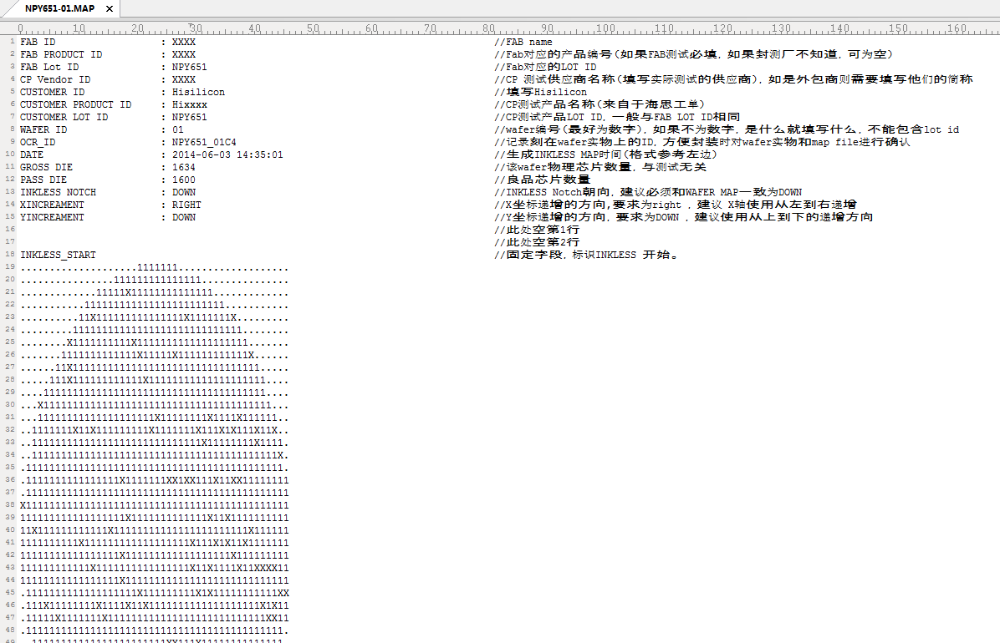 NPY651-01.MAP
0 10 20 30 40 50 60 70 80 90 100 110 120 130 140 150 160
1 FAB ID : XXXX //FAB name
2 FAB PRODUCT ID : XXXX //Fab对应的产品编号(如果FAB测试必填, 如果封测厂不知道, 可为空)
3 FAB Lot ID : NPY651 //Fab对应的LOT ID
4 CP Vendor ID : XXXX //CP 测试供应商名称(填写实际测试的供应商), 如是外包商则需要填写他们的简称
5 CUSTOMER ID : Hisilicon //填写Hisilicon
6 CUSTOMER PRODUCT ID : Hixxxx //CP测试产品名称(来自于海思工单)
7 CUSTOMER LOT ID : NPY651 //CP测试产品LOT ID, 一般与FAB LOT ID相同
8 WAFER ID : 01 //wafer编号(最好为数字), 如果不为数字, 是什么就填写什么, 不能包含lot id
9 OCR_ID : NPY651_01C4 //记录刻在wafer实物上的ID, 方便封装时对wafer实物和map file进行确认
10 DATE : 2014-06-03 14:35:01 //生成INKLESS MAP时间(格式参考左边)
11 GROSS DIE : 1634 //该wafer物理芯片数量, 与测试无关
12 PASS DIE : 1600 //良品芯片数量
13 INKLESS NOTCH : DOWN //INKLESS Notch朝向, 建议必须和WAFER MAP一致为DOWN
14 XINCREAMENT : RIGHT //X坐标递增的方向,要求为right , 建议 X轴使用从左到右递增
15 YINCREAMENT : DOWN //Y坐标递增的方向, 要求为DOWN , 建议使用从上到下的递增方向
16 //此处空第1行
17 //此处空第2行
18 INKLESS_START //固定字段, 标识INKLESS 开始。
19 ....................1111111...................
20 ................111111111111111...............
21 .............11111X11111111111111.............
22 ...........111111111111111111111111...........
23 ..........11X111111111111111X1111111X.........
24 .........11111111111111111111111111111........
25 ........X1111111111X1111111111111111111.......
26 .......1111111111111X11111X111111111111X......
27 ......11X11111111111111111111111111111111.....
28 .....111X111111111111X11111111111111111111....
29 ....11111111111111111111111111111111111111....
30 ...X111111111111111111111111111111111111111...
31 ...11111111111111111111X11111111X1111X111111..
32 ..1111111X11X111111111X1111111X111X1X111X11X..
33 ..11111111111111111111111111111X11111111X1111.
34 ..111111111111111111111111111111111111111111X.
35 .11111111111111111111111111111111111111111111.
36 .1111111111111111X1111111XX1XX111X11XX11111111
37 .111111111111111111111111111111111111111111111
38 X111111111111111111111111111111111111111111111
39 111111111111111111X1111111111111X11X1111111111
40 11X111111111111X11111111111111111111111X111111
41 1111111111X111111111111111111X111X1X11X1111111
42 11111111111111111X111111111111111111X111111111
43 111111111111X1111111111111111X11X1111X11XXXX11
44 11111111111111111X1111111111111111111111111111
45 11111111111111111111X111111111X1X11111111111XX
46 .111X11111111X1111X11X1111111111111111111X1X11
47 .11111X1111111X111111111111111111111111111XX11
48 .11111111111111111111111111111111111111111111.